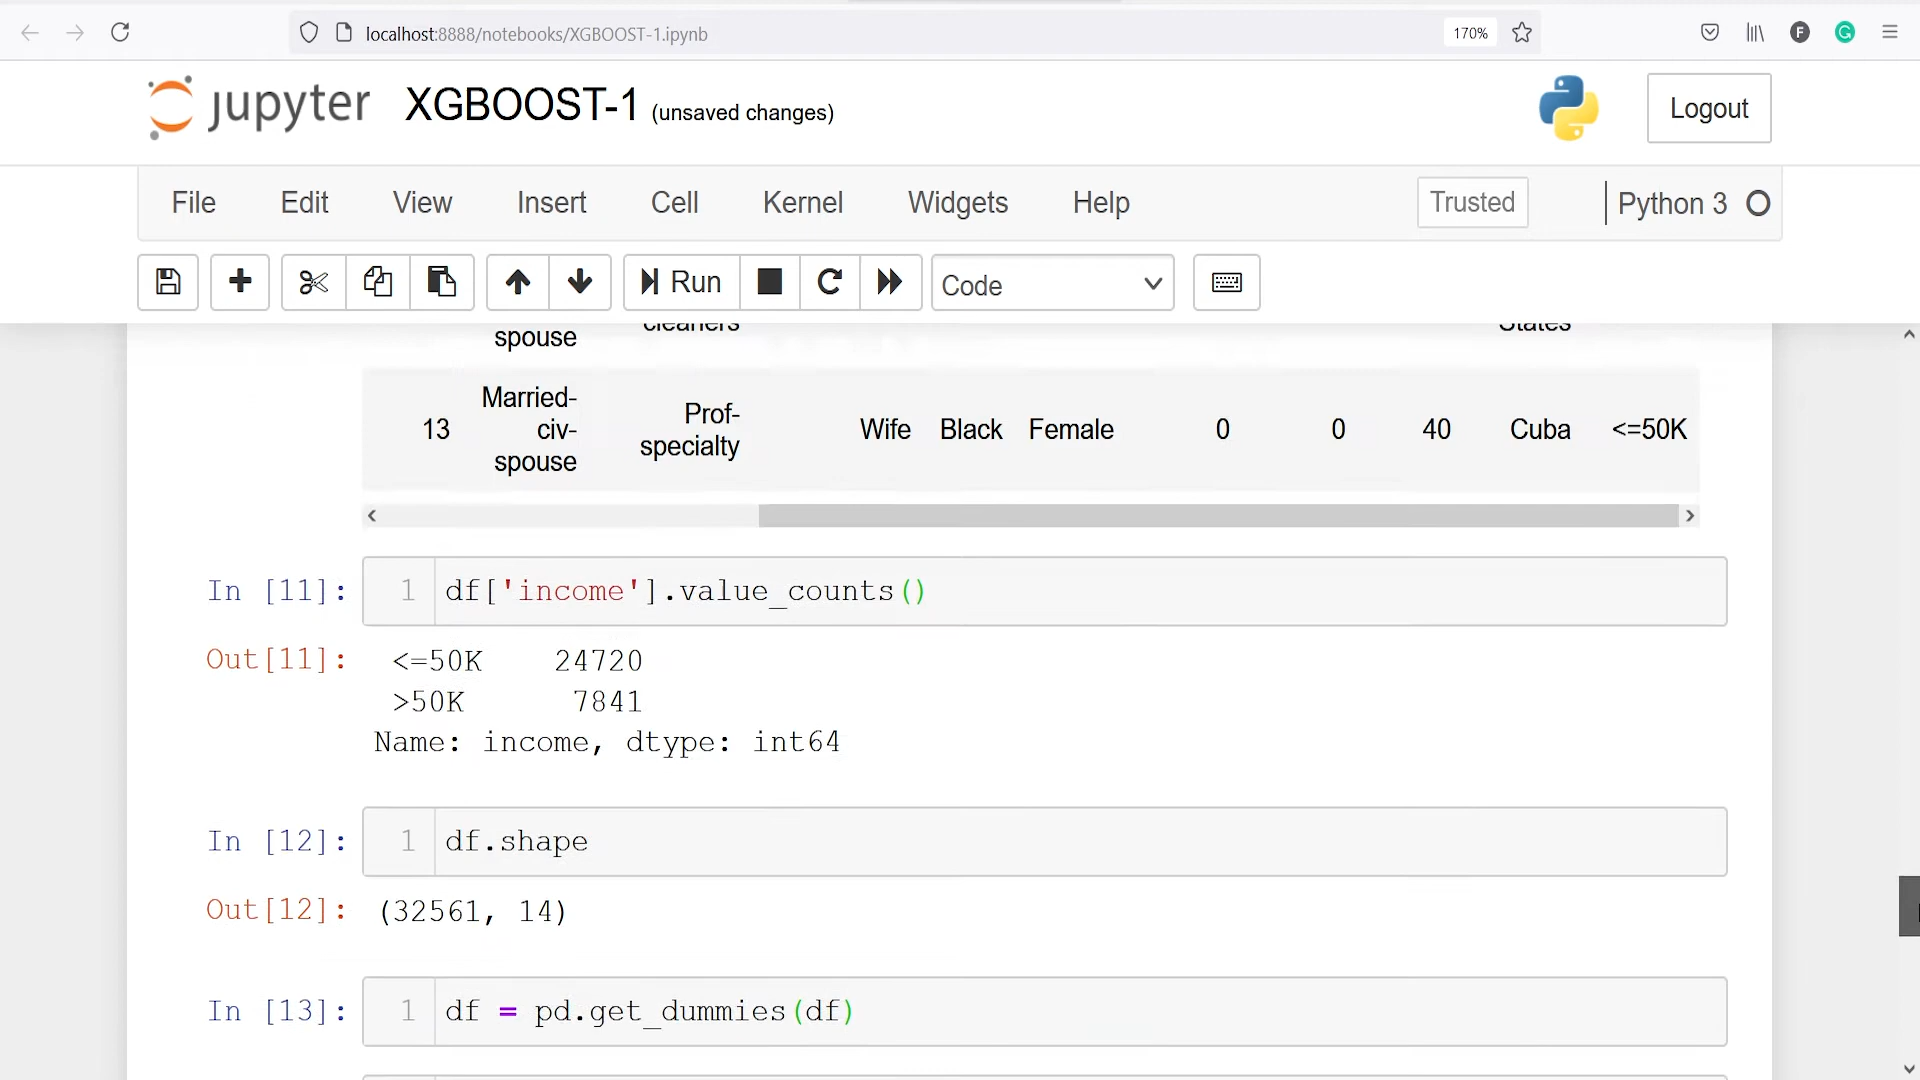 localhost:8888/notebooks/XGBOOST-1.ipynb
170%
F
G
jupyter XGBOOST-1 (unsaved changes)
Logout
File Edit View Insert Cell Kernel Widgets Help
Trusted
Python 3
Run
Code
spouse cleaners States
13 Married-civ-spouse Prof-specialty Wife Black Female 0 0 40 Cuba <=50K
In [11]: 1 df['income'].value_counts()
Out[11]: <=50K 24720
>50K 7841
Name: income, dtype: int64
In [12]: 1 df.shape
Out[12]: (32561, 14)
In [13]: 1 df = pd.get_dummies(df)